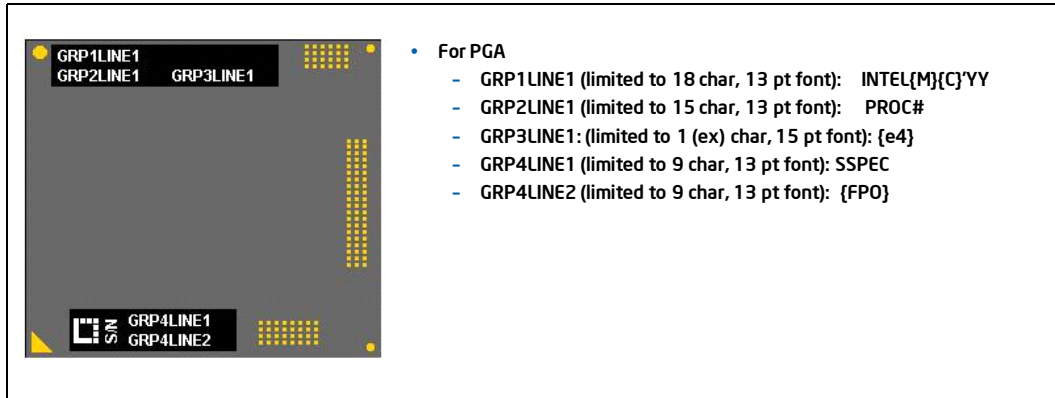 GRP1LINE1
GRP2LINE1 GRP3LINE1
S/N
GRP4LINE1
GRP4LINE2
• For PGA
– GRP1LINE1 (limited to 18 char, 13 pt font): INTEL{M}{C}'YY
– GRP2LINE1 (limited to 15 char, 13 pt font): PROC#
– GRP3LINE1: (limited to 1 (ex) char, 15 pt font): {e4}
– GRP4LINE1 (limited to 9 char, 13 pt font): SSPEC
– GRP4LINE2 (limited to 9 char, 13 pt font): {FPO}